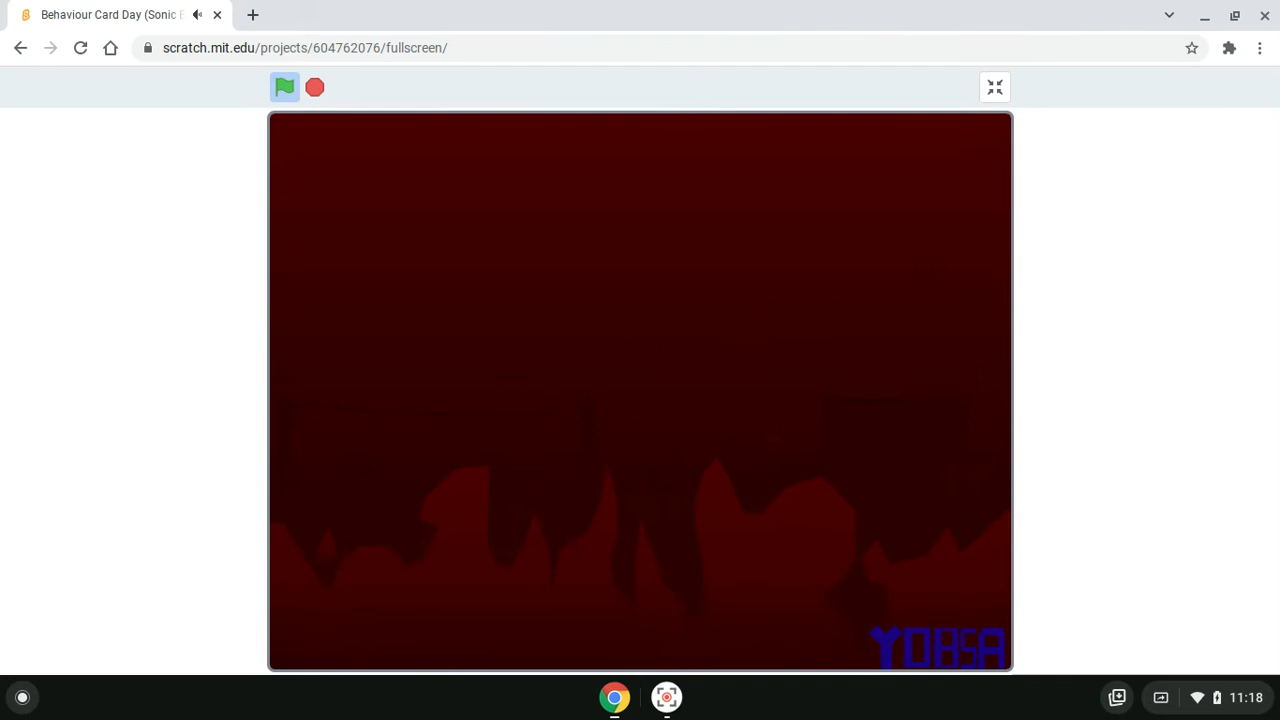 Behaviour Card Day (Sonic E
scratch.mit.edu/projects/604762076/fullscreen/
YOBSA
11:18